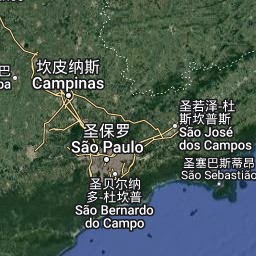 坎皮纳斯
Campinas
巴
ba
圣若泽-杜
斯坎普斯
São José
dos Campos
圣保罗
São Paulo
圣塞巴斯蒂昂
São Sebastião
圣贝尔纳
多-杜坎普
São Bernardo
do Campo